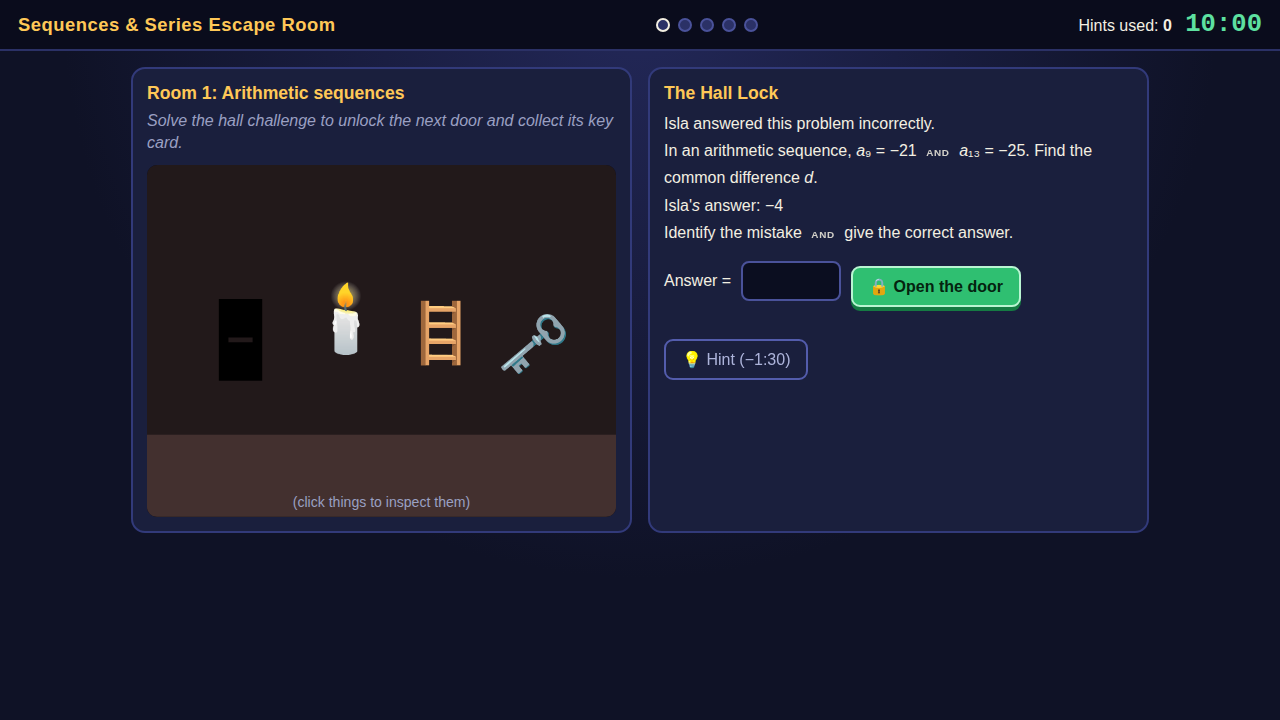 Sequences & Series Escape Room
Hints used: 0 10:00
Room 1: Arithmetic sequences
Solve the hall challenge to unlock the next door and collect its key
card.
(click things to inspect them)
The Hall Lock
Isla answered this problem incorrectly.
In an arithmetic sequence, a₉ = −21 AND a₁₃ = −25. Find the
common difference d.
Isla's answer: −4
Identify the mistake AND give the correct answer.
Answer =
🔒 Open the door
💡 Hint (−1:30)